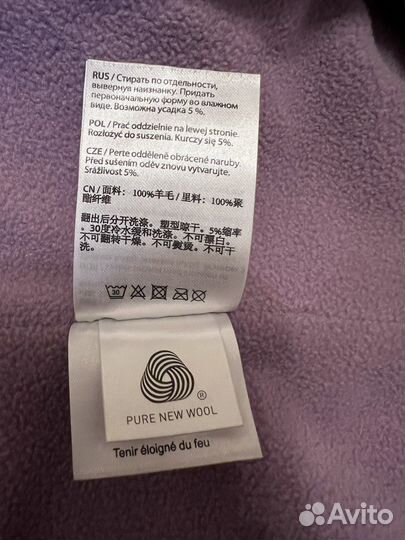 RUS / Стирать по отдельности,
вывернув наизнанку. Придать
первоначальную форму во влажном
виде. Возможна усадка 5 %.
POL / Prać oddzielnie na lewej stronie.
Rozłożyć do suszenia. Kurczy się 5%.
CZE / Perte odděleně obrácené naruby.
Před sušením oděv znovu vytvarujte.
Srážlivost 5%.
CN / 面料：100%羊毛／里料：100%聚
酯纤维
翻出后分开洗涤。塑型晾干。5%缩率
。30度冷水缓和洗涤。不可漂白。
不可翻转干燥。不可熨烫。不可干
洗。
30
®
PURE NEW WOOL
Tenir éloigné du feu
Avito